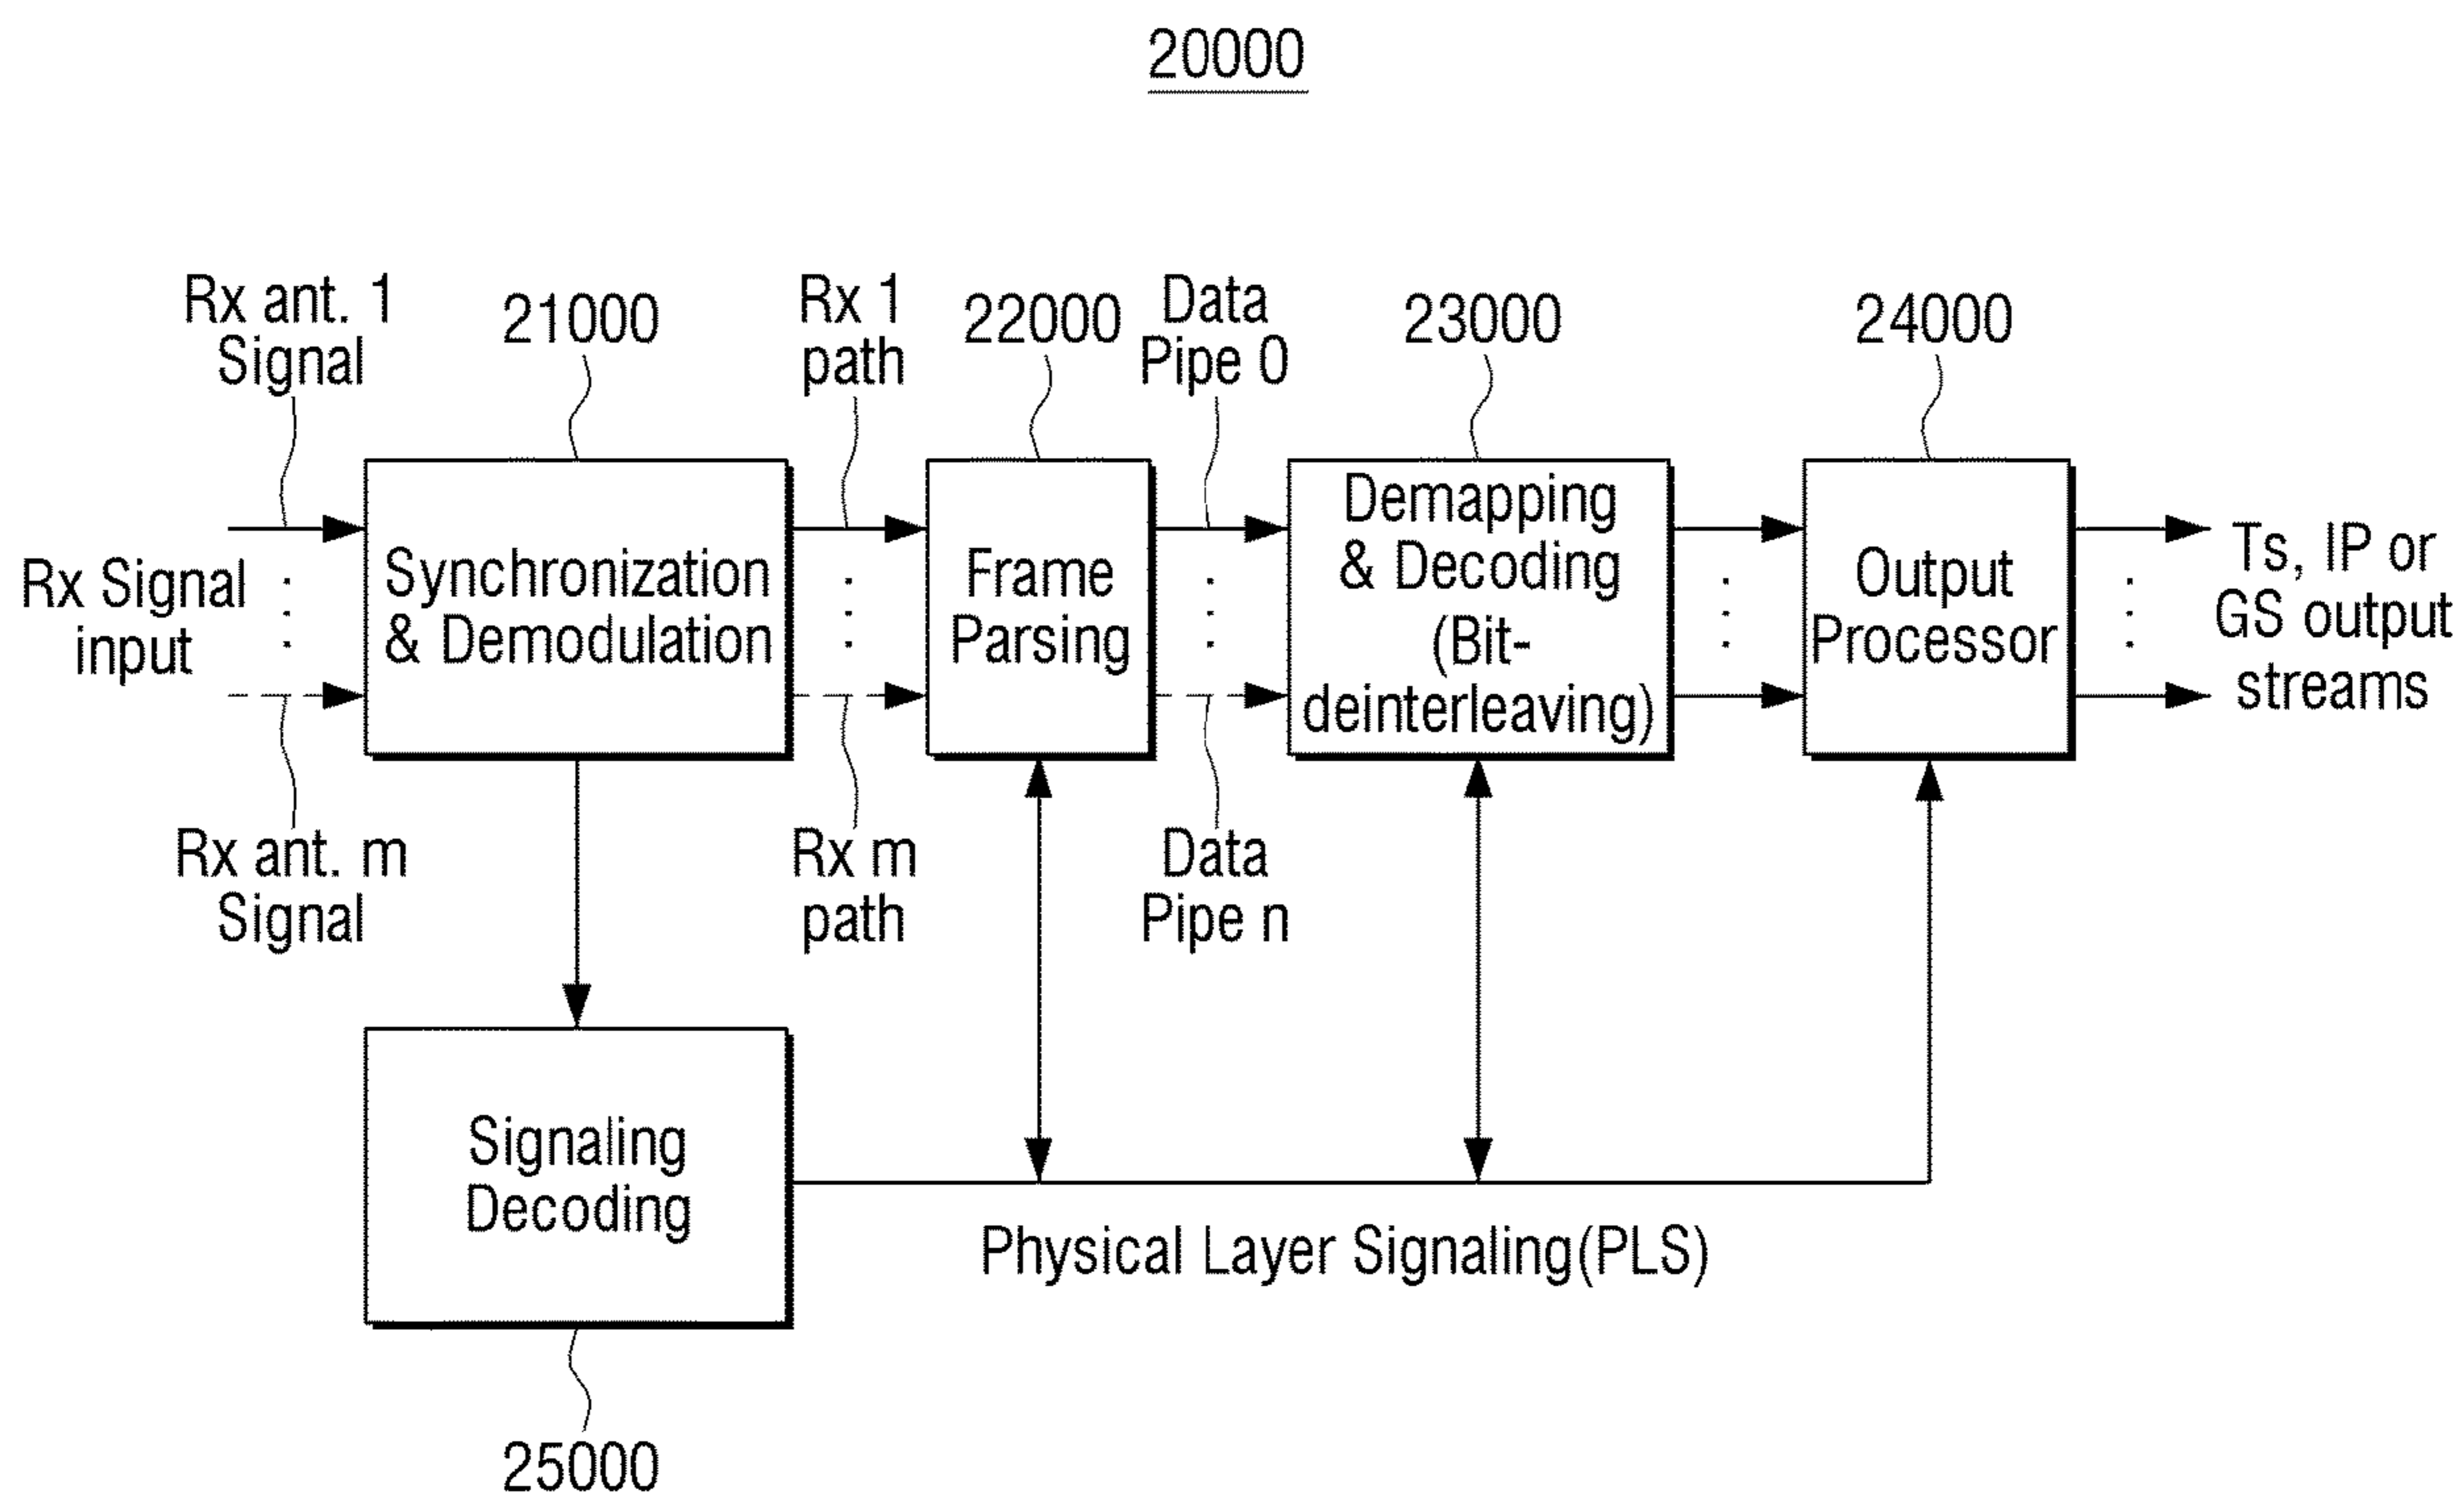 20000
Rx ant. 1
Signal
21000
Rx 1
path
22000
Data
Pipe 0
23000
24000
Rx Signal
input
Synchronization
& Demodulation
Frame
Parsing
Demapping
& Decoding
(Bit-
deinterleaving)
Output
Processor
Ts, IP or
GS output
streams
Rx ant. m
Signal
Rx m
path
Data
Pipe n
Signaling
Decoding
Physical Layer Signaling(PLS)
25000